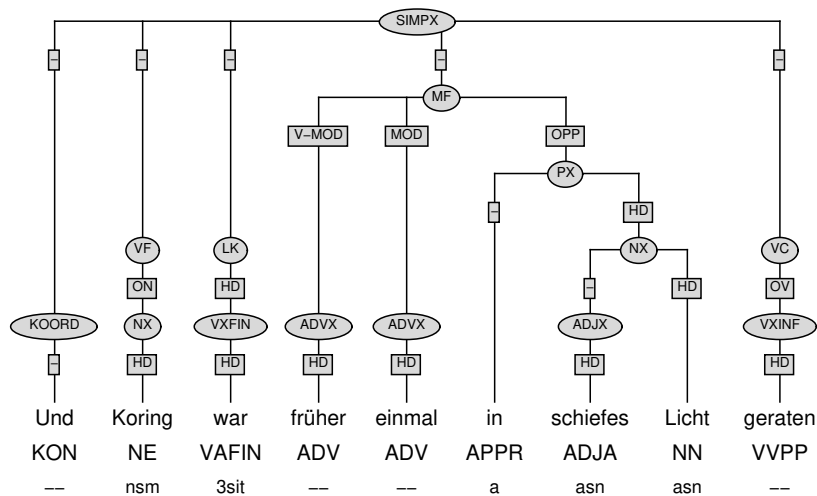 SIMPX
– – – – –
MF
V–MOD MOD OPP
PX
– HD
VF LK NX VC
ON HD – HD OV
KOORD NX VXFIN ADVX ADVX ADJX VXINF
– HD HD HD HD HD HD
Und Koring war früher einmal in schiefes Licht geraten
KON NE VAFIN ADV ADV APPR ADJA NN VVPP
–– nsm 3sit –– –– a asn asn ––